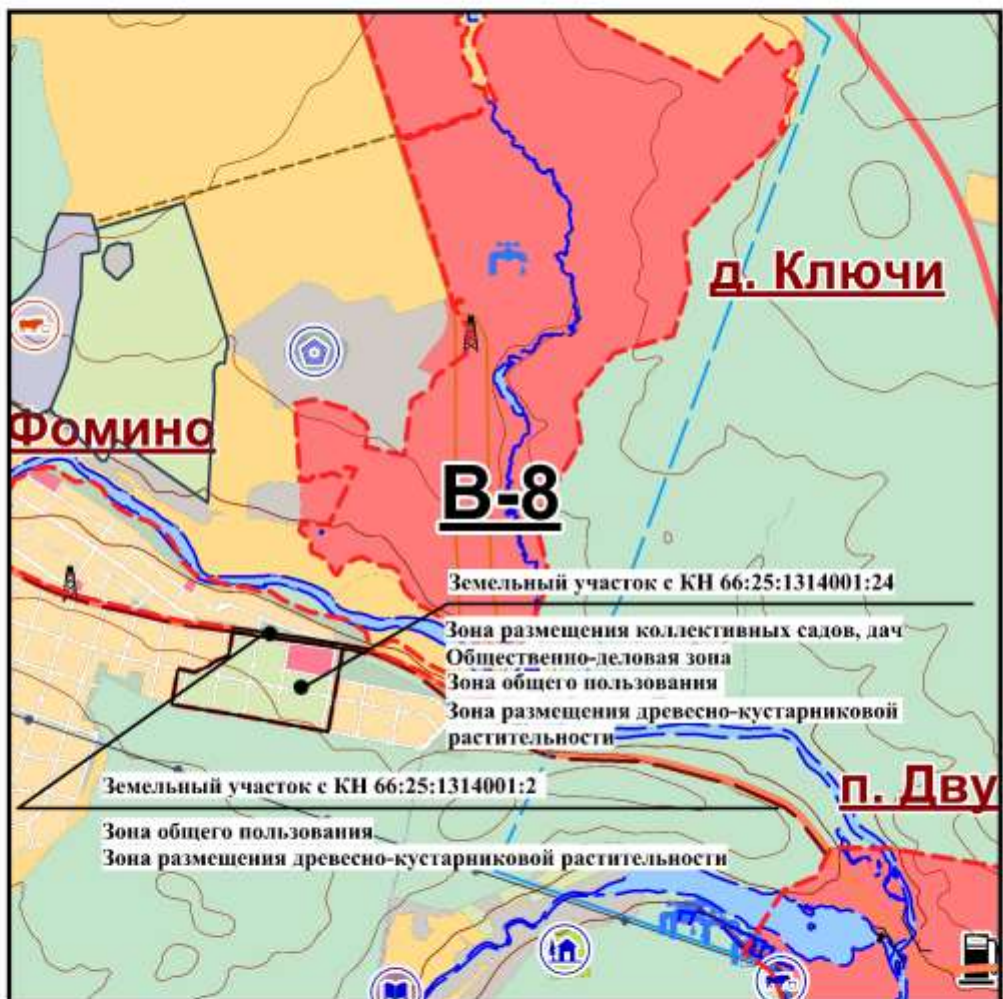 д. Ключи
Фомино
В-8
Земельный участок с КН 66:25:1314001:24
Зона размещения коллективных садов, дач
Общественно-деловая зона
Зона общего пользования
Зона размещения древесно-кустарниковой
растительности
Земельный участок с КН 66:25:1314001:2
п. Дву
Зона общего пользования
Зона размещения древесно-кустарниковой растительности